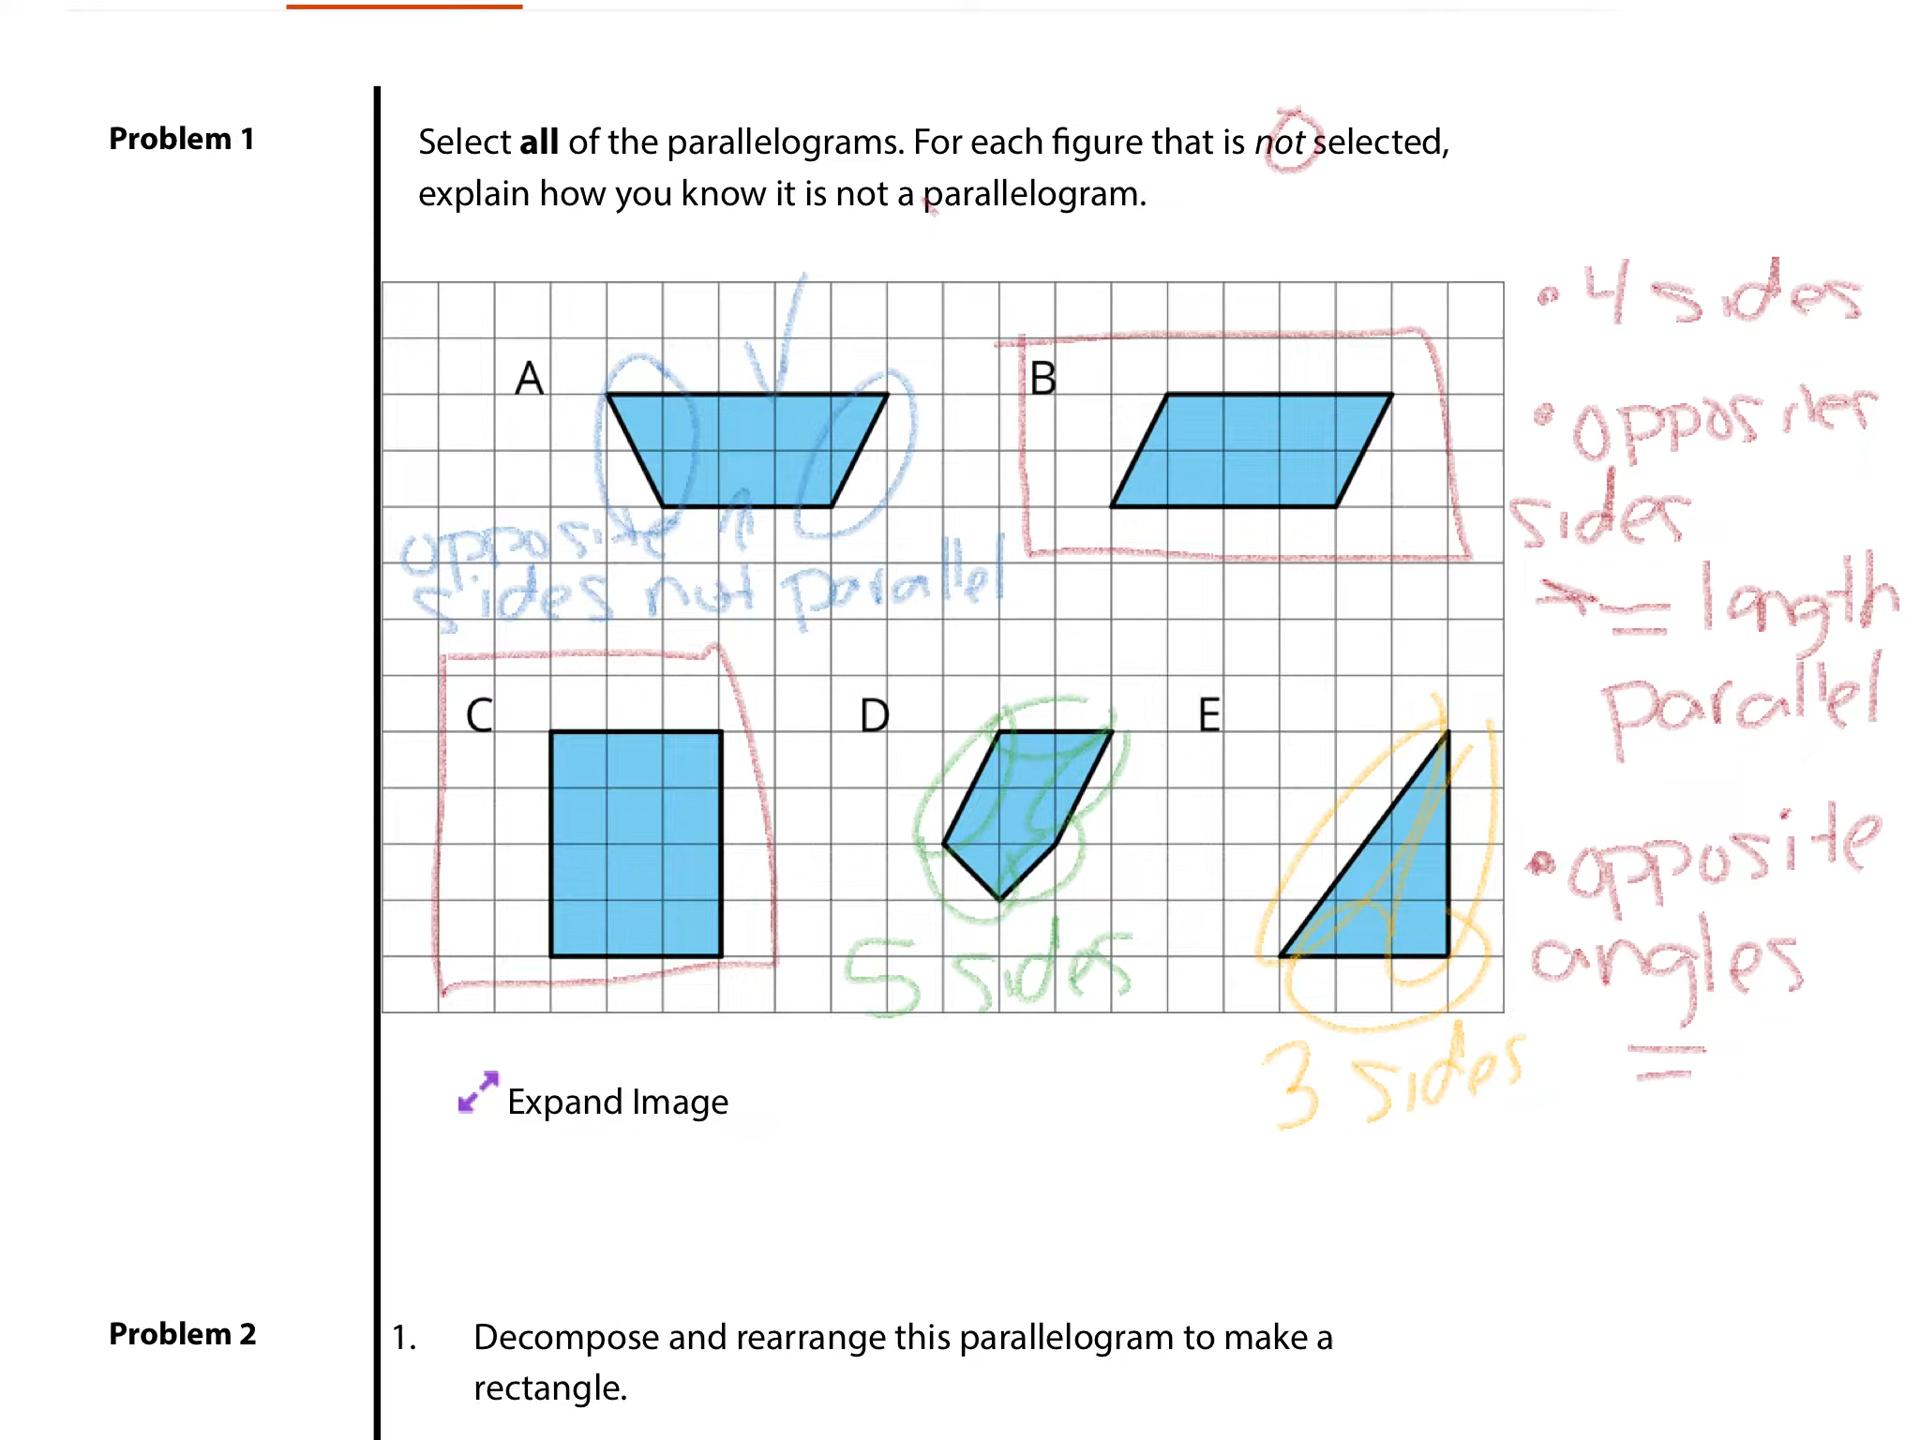 Problem 1
Select all of the parallelograms. For each figure that is not selected,
explain how you know it is not a parallelogram.
• 4 sides
A
B
• opposites
sides
opposite
sides not parallel
* = length
parallel
C
D
E
• opposite
angles
=
5 sides
3 sides
Expand Image
Problem 2
1. Decompose and rearrange this parallelogram to make a
rectangle.